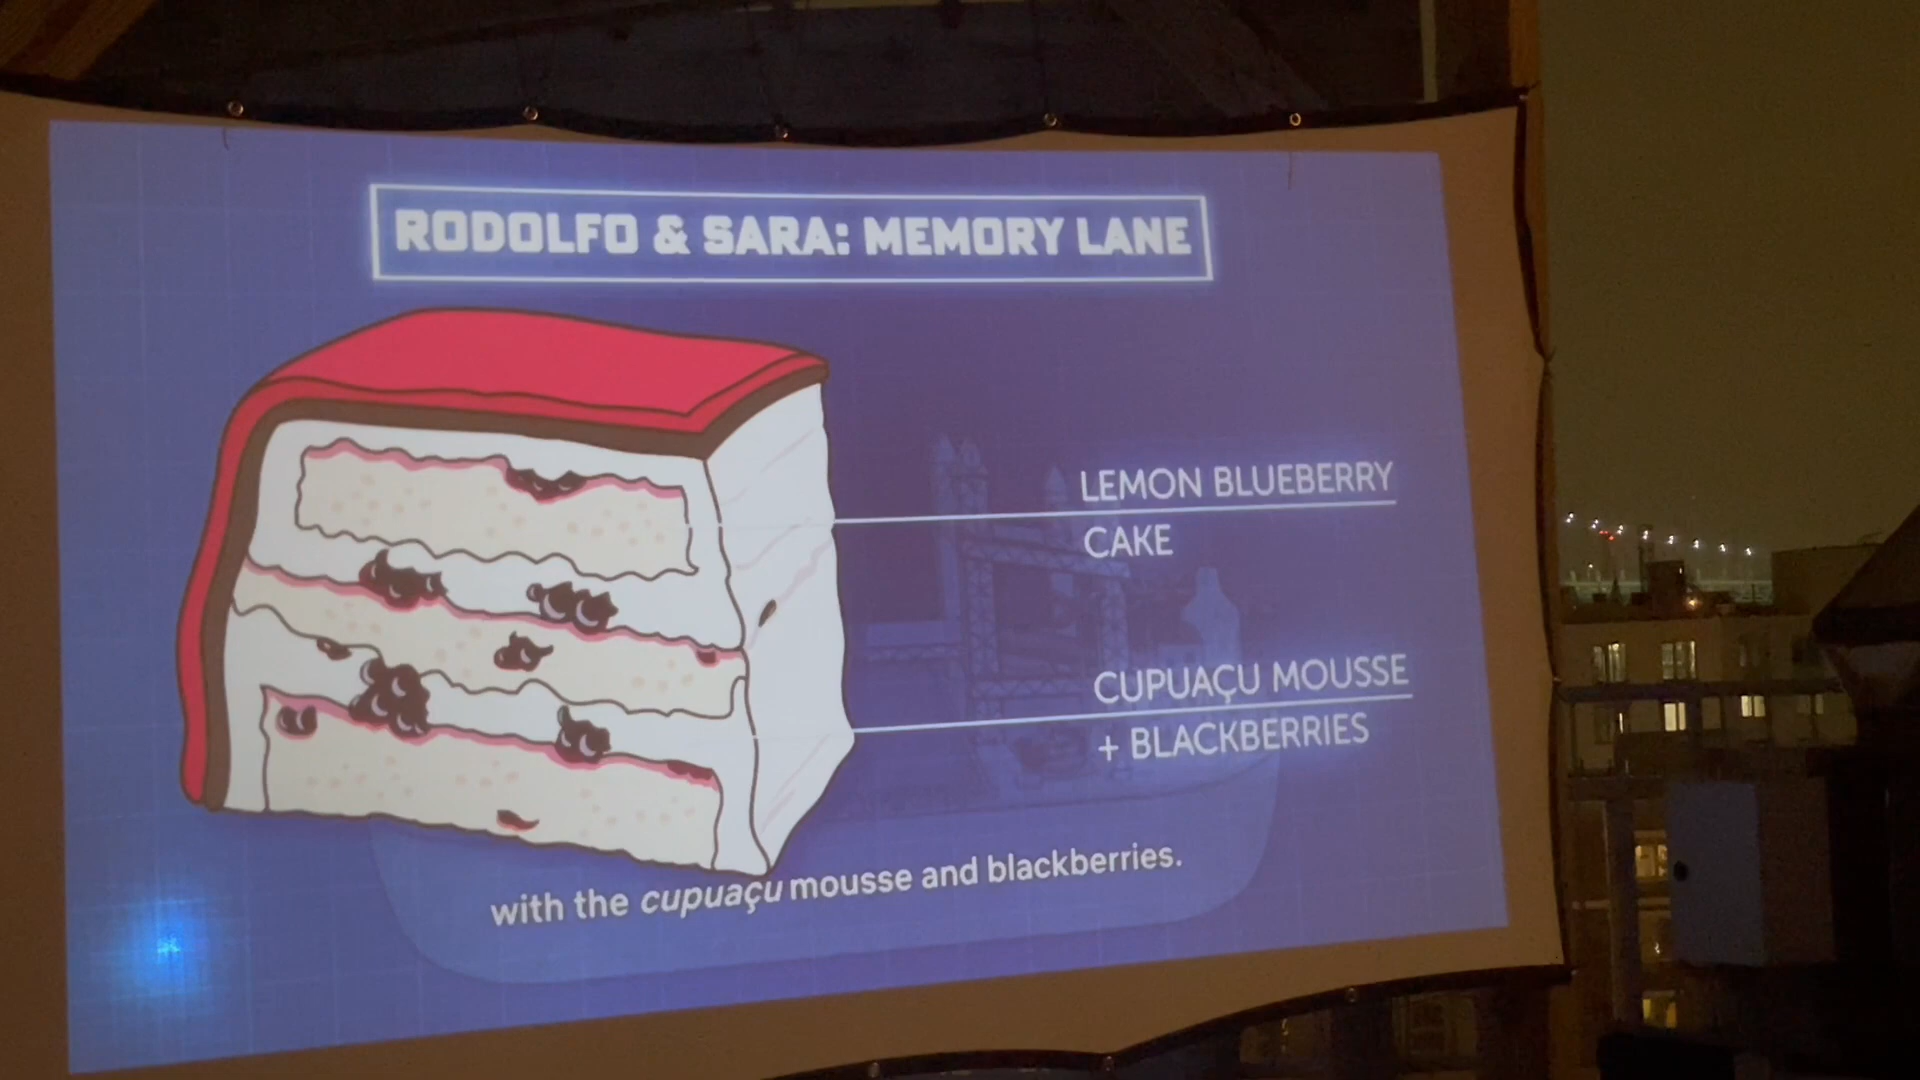 RODOLFO & SARA: MEMORY LANE
LEMON BLUEBERRY
CAKE
CUPUAÇU MOUSSE
+ BLACKBERRIES
with the cupuaçu mousse and blackberries.